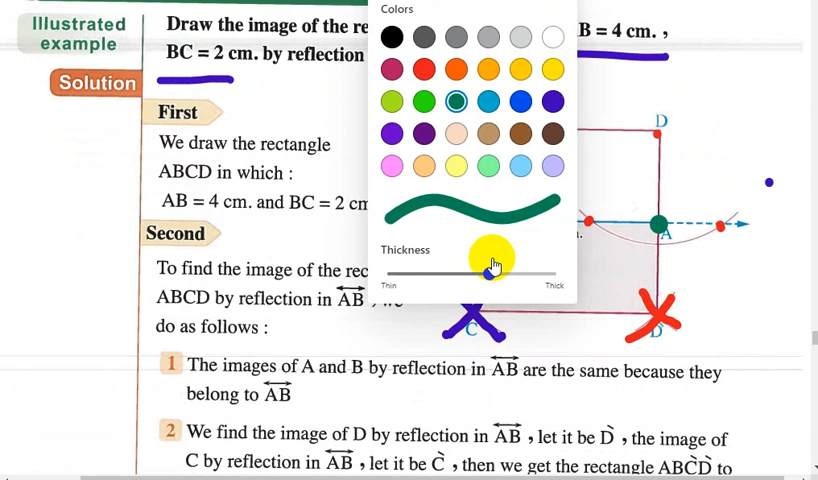 Illustrated
example
Draw the image of the re
B = 4 cm. ,
BC = 2 cm. by reflection
Solution
First
We draw the rectangle
ABCD in which :
AB = 4 cm. and BC = 2 cm
Second
To find the image of the rec
ABCD by reflection in AB
do as follows :
1 The images of A and B by reflection in AB are the same because they
belong to AB
2 We find the image of D by reflection in AB , let it be D̀ , the image of
C by reflection in AB , let it be C̀ , then we get the rectangle ABC̀D̀ to
Colors
Thickness
Thin
Thick
D
A
C̀
D̀